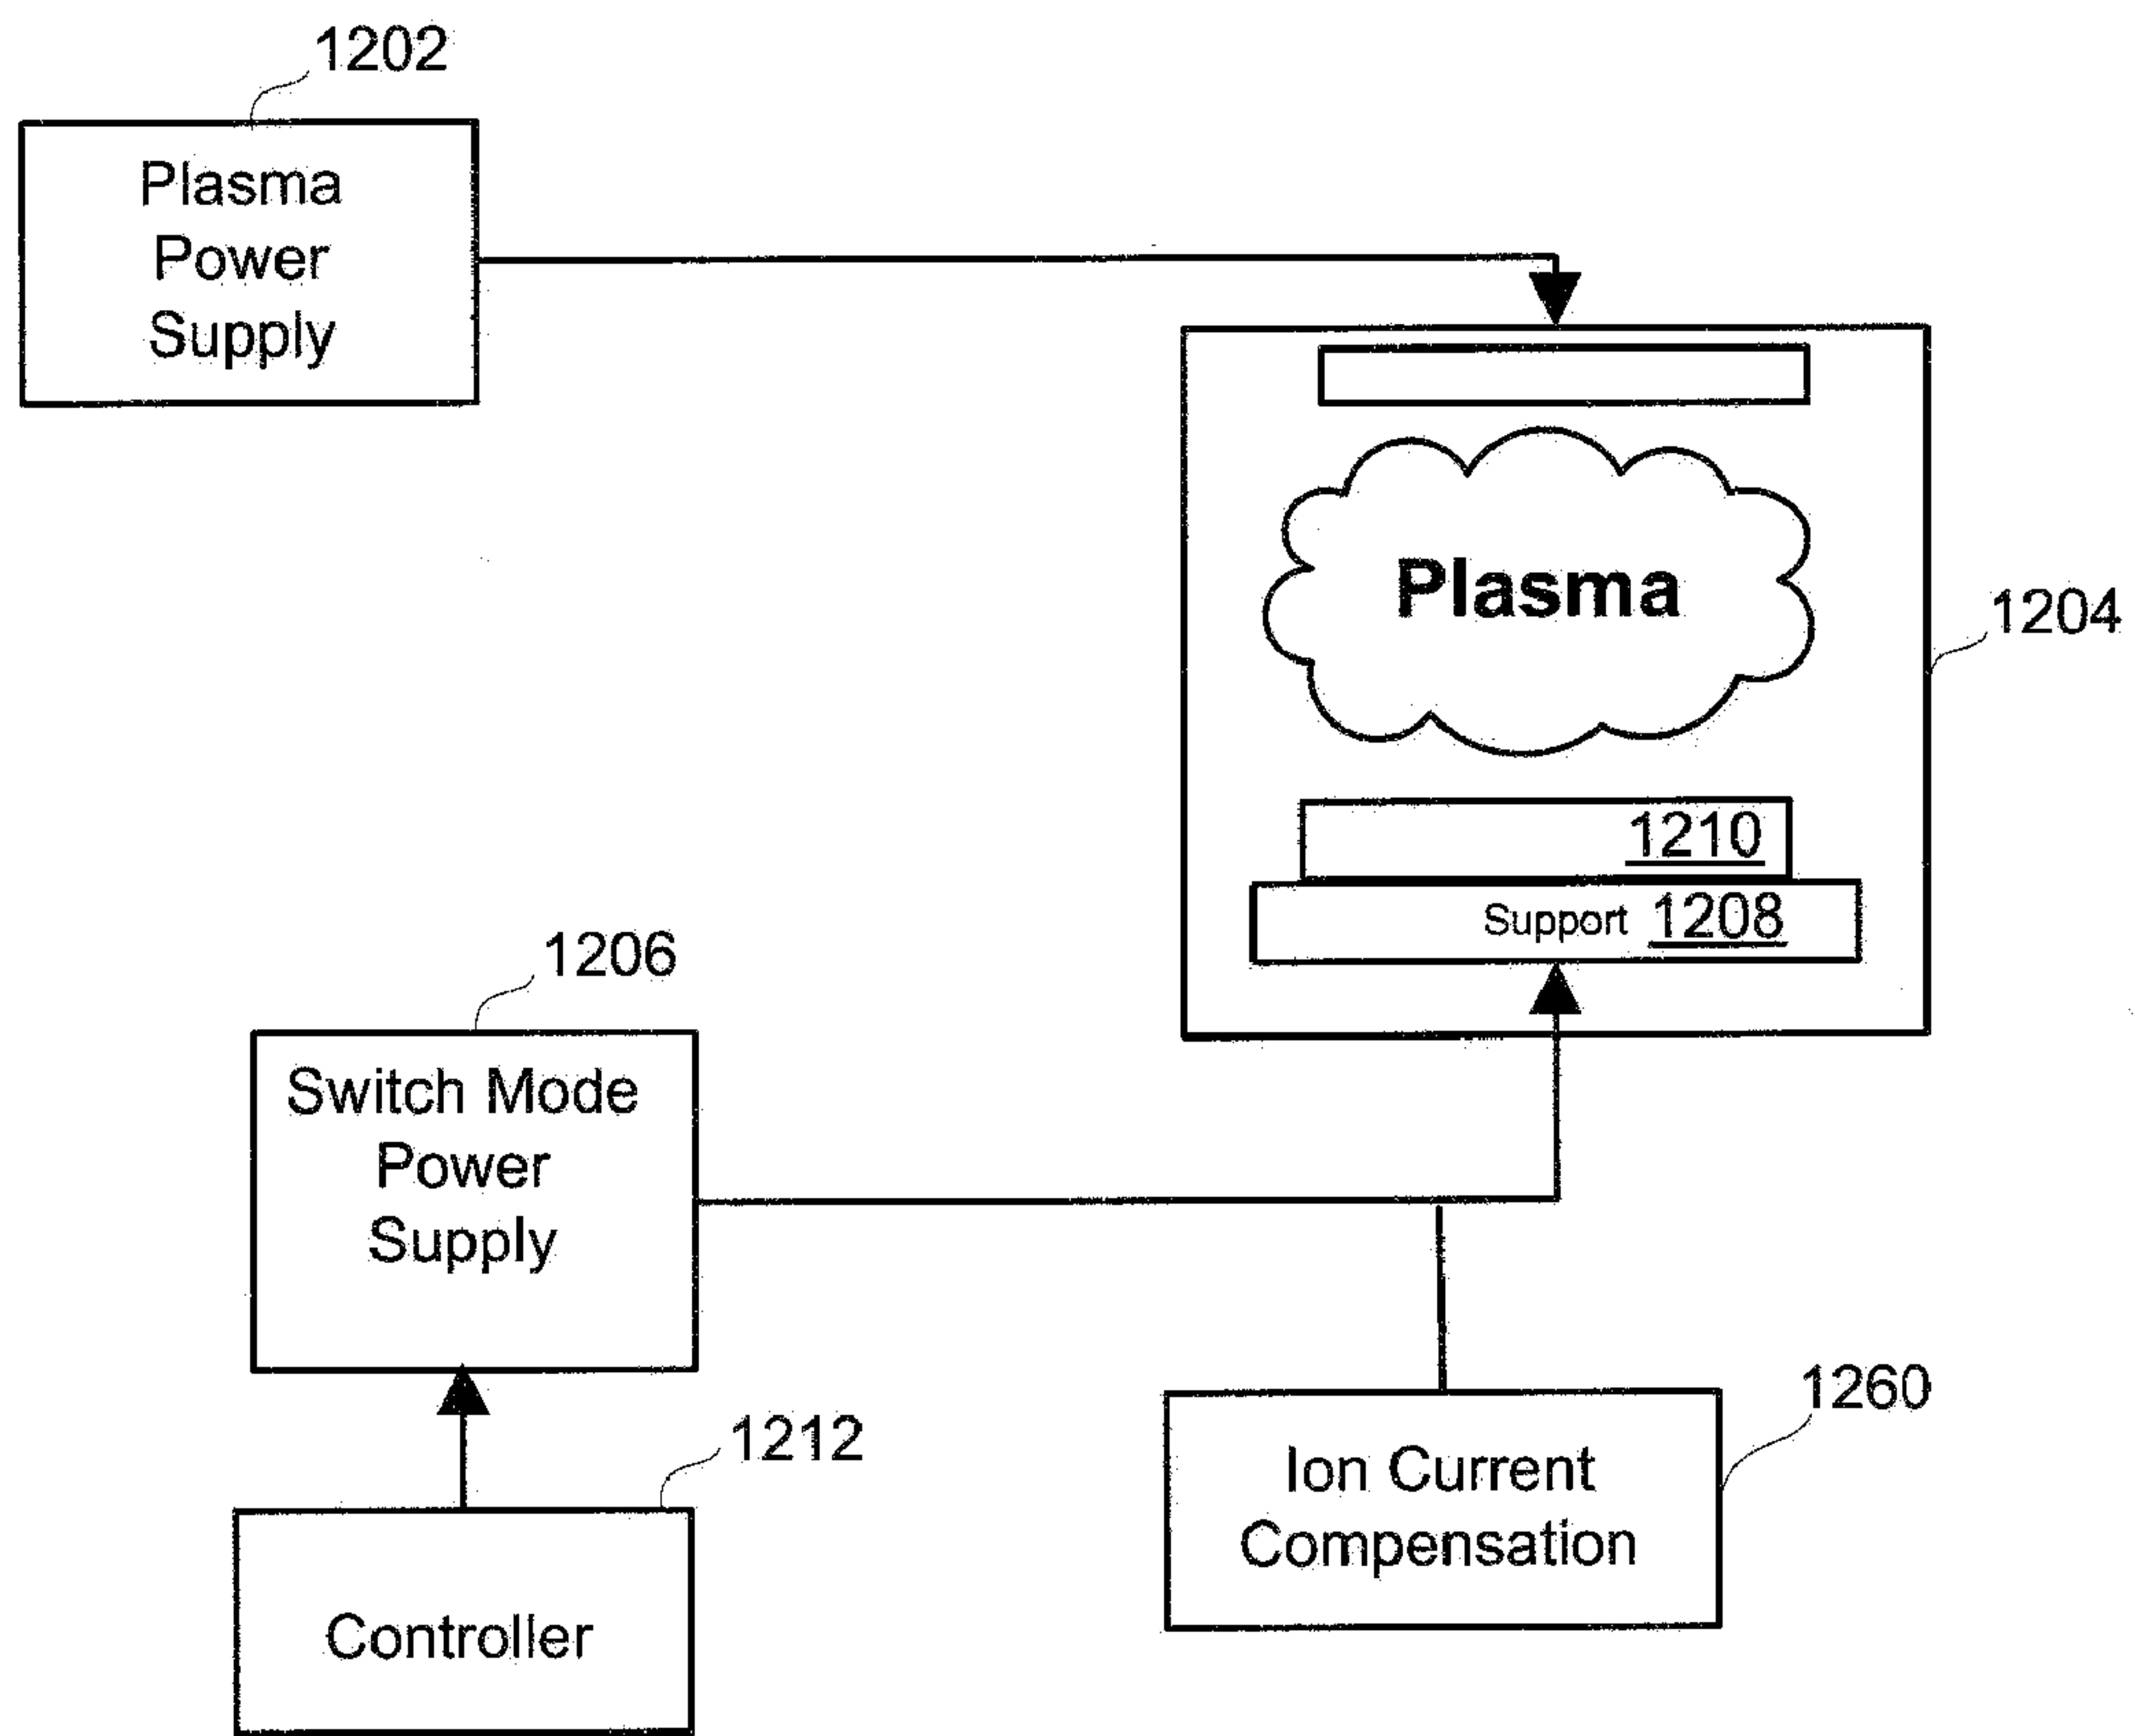 1202
Plasma
Power
Supply
Plasma
1204
1210
Support 1208
1206
Switch Mode
Power
Supply
1212
Controller
1260
Ion Current
Compensation